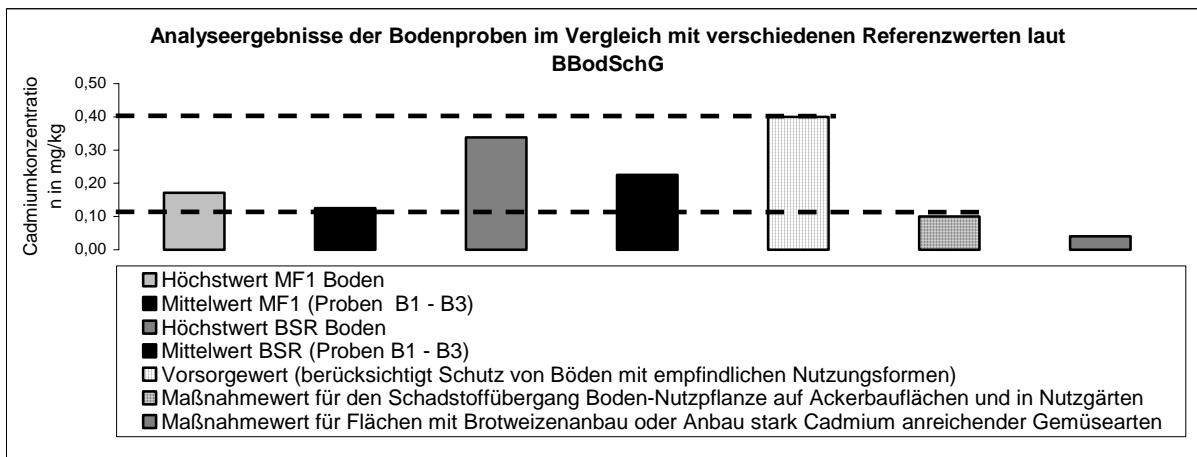 Analyseergebnisse der Bodenproben im Vergleich mit verschiedenen Referenzwerten laut
BBodSchG
Cadmiumkonzentratio
n in mg/kg
0,50
0,40
0,30
0,20
0,10
0,00
Höchstwert MF1 Boden
Mittelwert MF1 (Proben B1 - B3)
Höchstwert BSR Boden
Mittelwert BSR (Proben B1 - B3)
Vorsorgewert (berücksichtigt Schutz von Böden mit empfindlichen Nutzungsformen)
Maßnahmewert für den Schadstoffübergang Boden-Nutzpflanze auf Ackerbauflächen und in Nutzgärten
Maßnahmewert für Flächen mit Brotweizenanbau oder Anbau stark Cadmium anreichender Gemüsearten